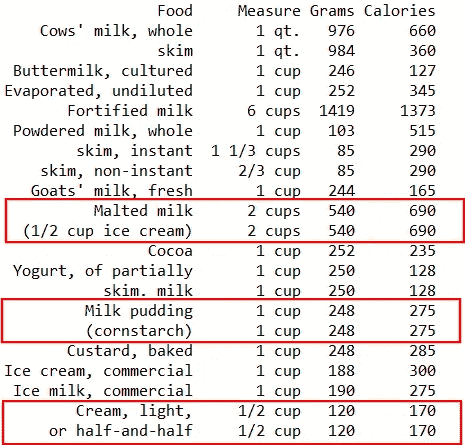 Food Measure Grams Calories
Cows' milk, whole 1 qt. 976 660
skim 1 qt. 984 360
Buttermilk, cultured 1 cup 246 127
Evaporated, undiluted 1 cup 252 345
Fortified milk 6 cups 1419 1373
Powdered milk, whole 1 cup 103 515
skim, instant 1 1/3 cups 85 290
skim, non-instant 2/3 cup 85 290
Goats' milk, fresh 1 cup 244 165
Malted milk 2 cups 540 690
(1/2 cup ice cream) 2 cups 540 690
Cocoa 1 cup 252 235
Yogurt, of partially 1 cup 250 128
skim. milk 1 cup 250 128
Milk pudding 1 cup 248 275
(cornstarch) 1 cup 248 275
Custard, baked 1 cup 248 285
Ice cream, commercial 1 cup 188 300
Ice milk, commercial 1 cup 190 275
Cream, light, 1/2 cup 120 170
or half-and-half 1/2 cup 120 170